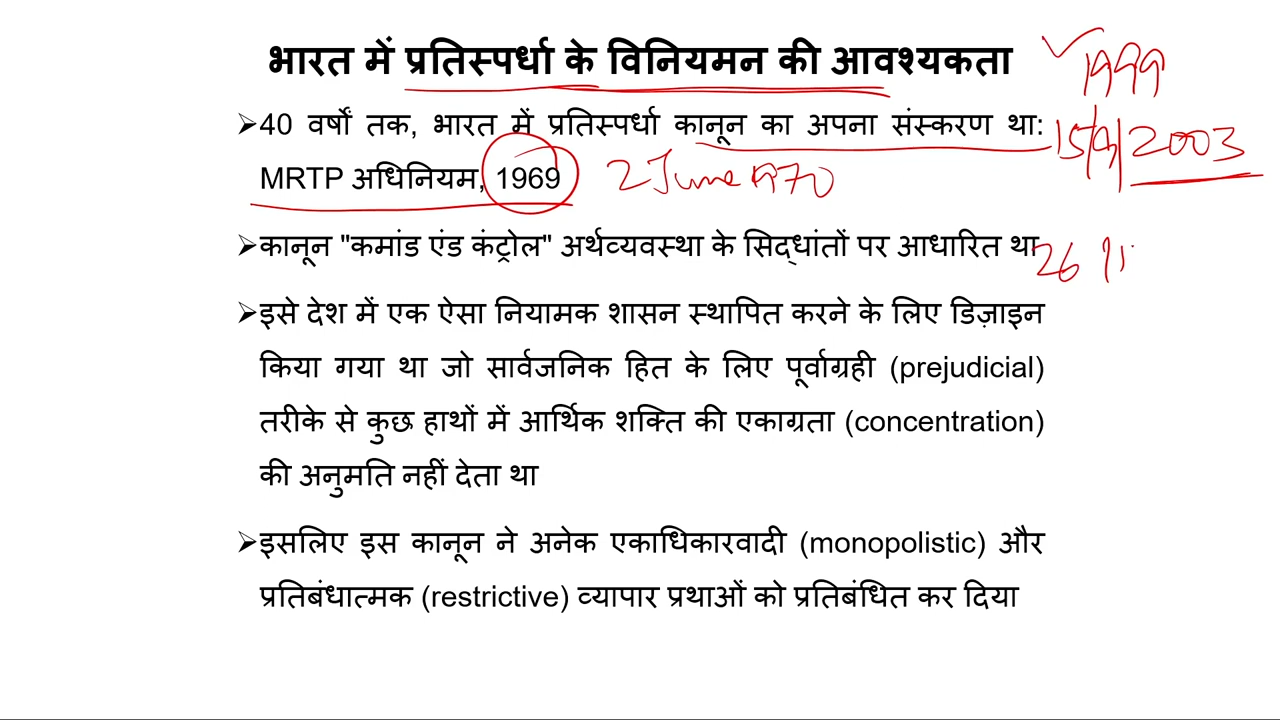 भारत में प्रतिस्पर्धा के विनियमन की आवश्यकता
1999
➢40 वर्षों तक, भारत में प्रतिस्पर्धा कानून का अपना संस्करण था:
2003
MRTP अधिनियम, 1969
2 June 1970
➢कानून "कमांड एंड कंट्रोल" अर्थव्यवस्था के सिद्धांतों पर आधारित था
26
➢इसे देश में एक ऐसा नियामक शासन स्थापित करने के लिए डिज़ाइन
किया गया था जो सार्वजनिक हित के लिए पूर्वाग्रही (prejudicial)
तरीके से कुछ हाथों में आर्थिक शक्ति की एकाग्रता (concentration)
की अनुमति नहीं देता था
➢इसलिए इस कानून ने अनेक एकाधिकारवादी (monopolistic) और
प्रतिबंधात्मक (restrictive) व्यापार प्रथाओं को प्रतिबंधित कर दिया